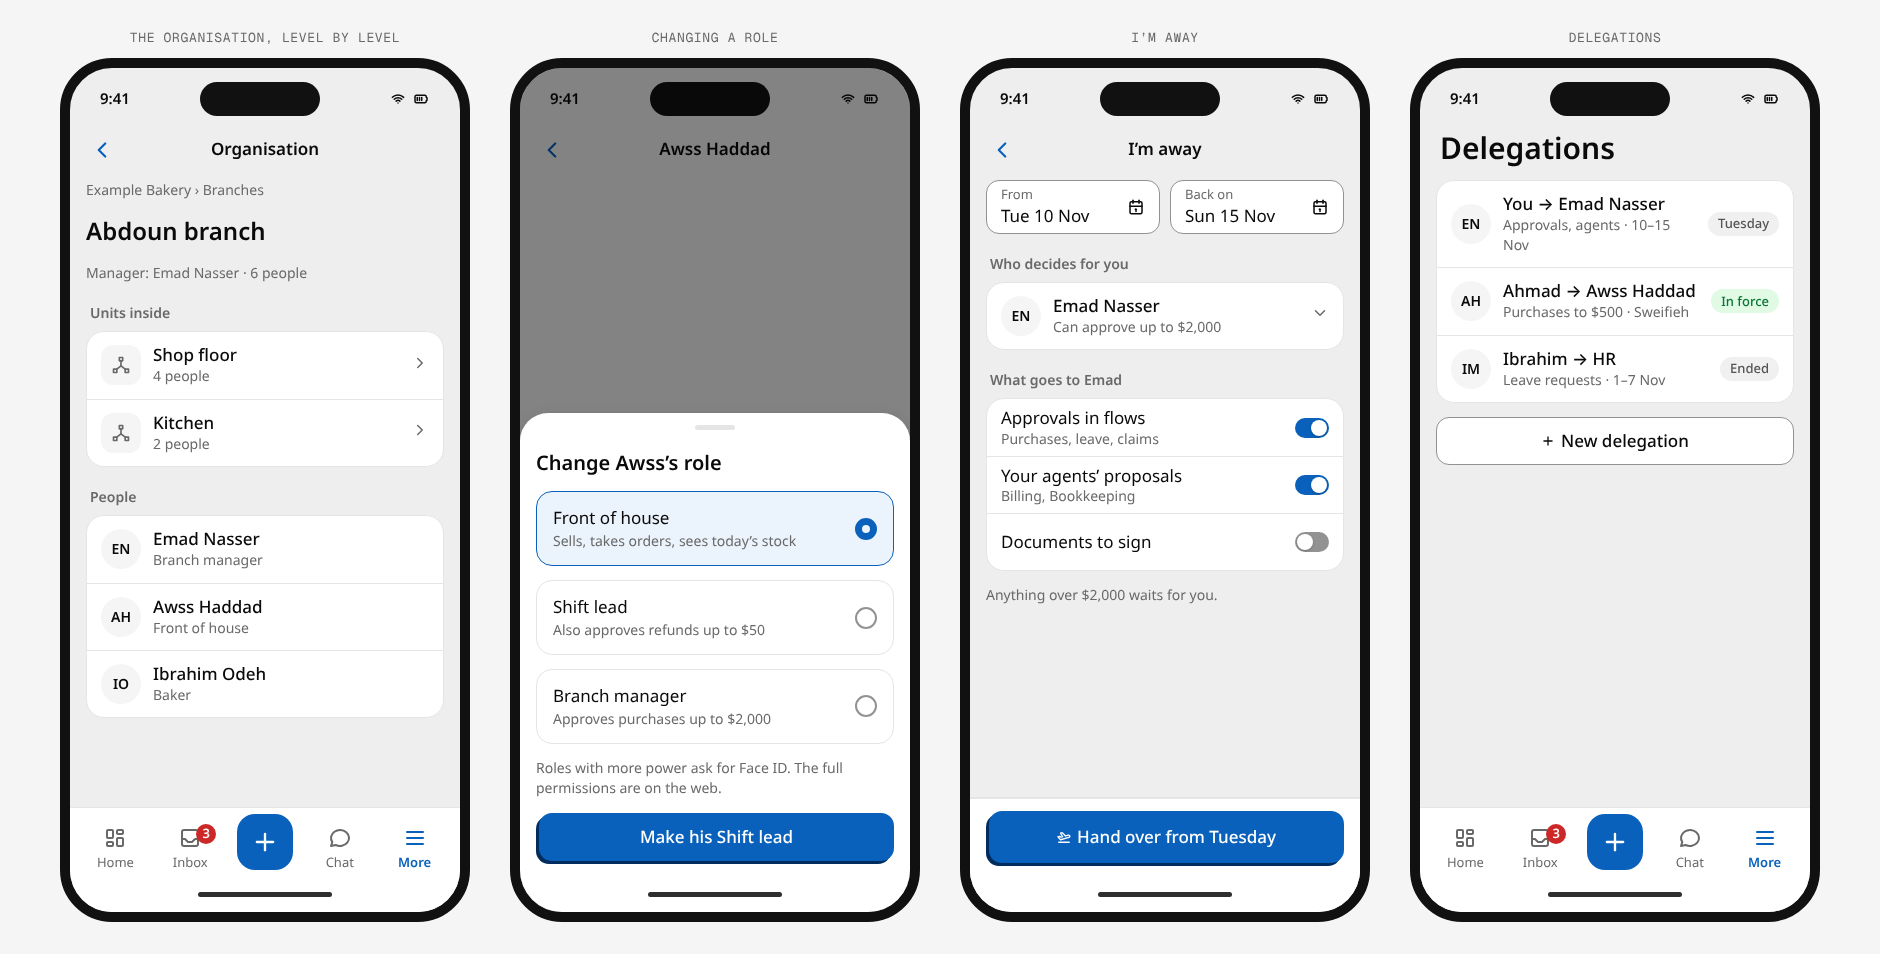 THE ORGANISATION, LEVEL BY LEVEL
9:41
Organisation
Example Bakery › Branches
Abdoun branch
Manager: Emad Nasser · 6 people
Units inside
Shop floor
4 people
Kitchen
2 people
People
EN
Emad Nasser
Branch manager
AH
Awss Haddad
Front of house
IO
Ibrahim Odeh
Baker
Home
Inbox
3
Chat
More
CHANGING A ROLE
9:41
Awss Haddad
Change Awss’s role
Front of house
Sells, takes orders, sees today’s stock
Shift lead
Also approves refunds up to $50
Branch manager
Approves purchases up to $2,000
Roles with more power ask for Face ID. The full
permissions are on the web.
Make his Shift lead
I’M AWAY
9:41
I’m away
From
Tue 10 Nov
Back on
Sun 15 Nov
Who decides for you
EN
Emad Nasser
Can approve up to $2,000
What goes to Emad
Approvals in flows
Purchases, leave, claims
Your agents’ proposals
Billing, Bookkeeping
Documents to sign
Anything over $2,000 waits for you.
Hand over from Tuesday
DELEGATIONS
9:41
Delegations
EN
You → Emad Nasser
Approvals, agents · 10–15
Nov
Tuesday
AH
Ahmad → Awss Haddad
Purchases to $500 · Sweifieh
In force
IM
Ibrahim → HR
Leave requests · 1–7 Nov
Ended
+ New delegation
Home
Inbox
3
Chat
More